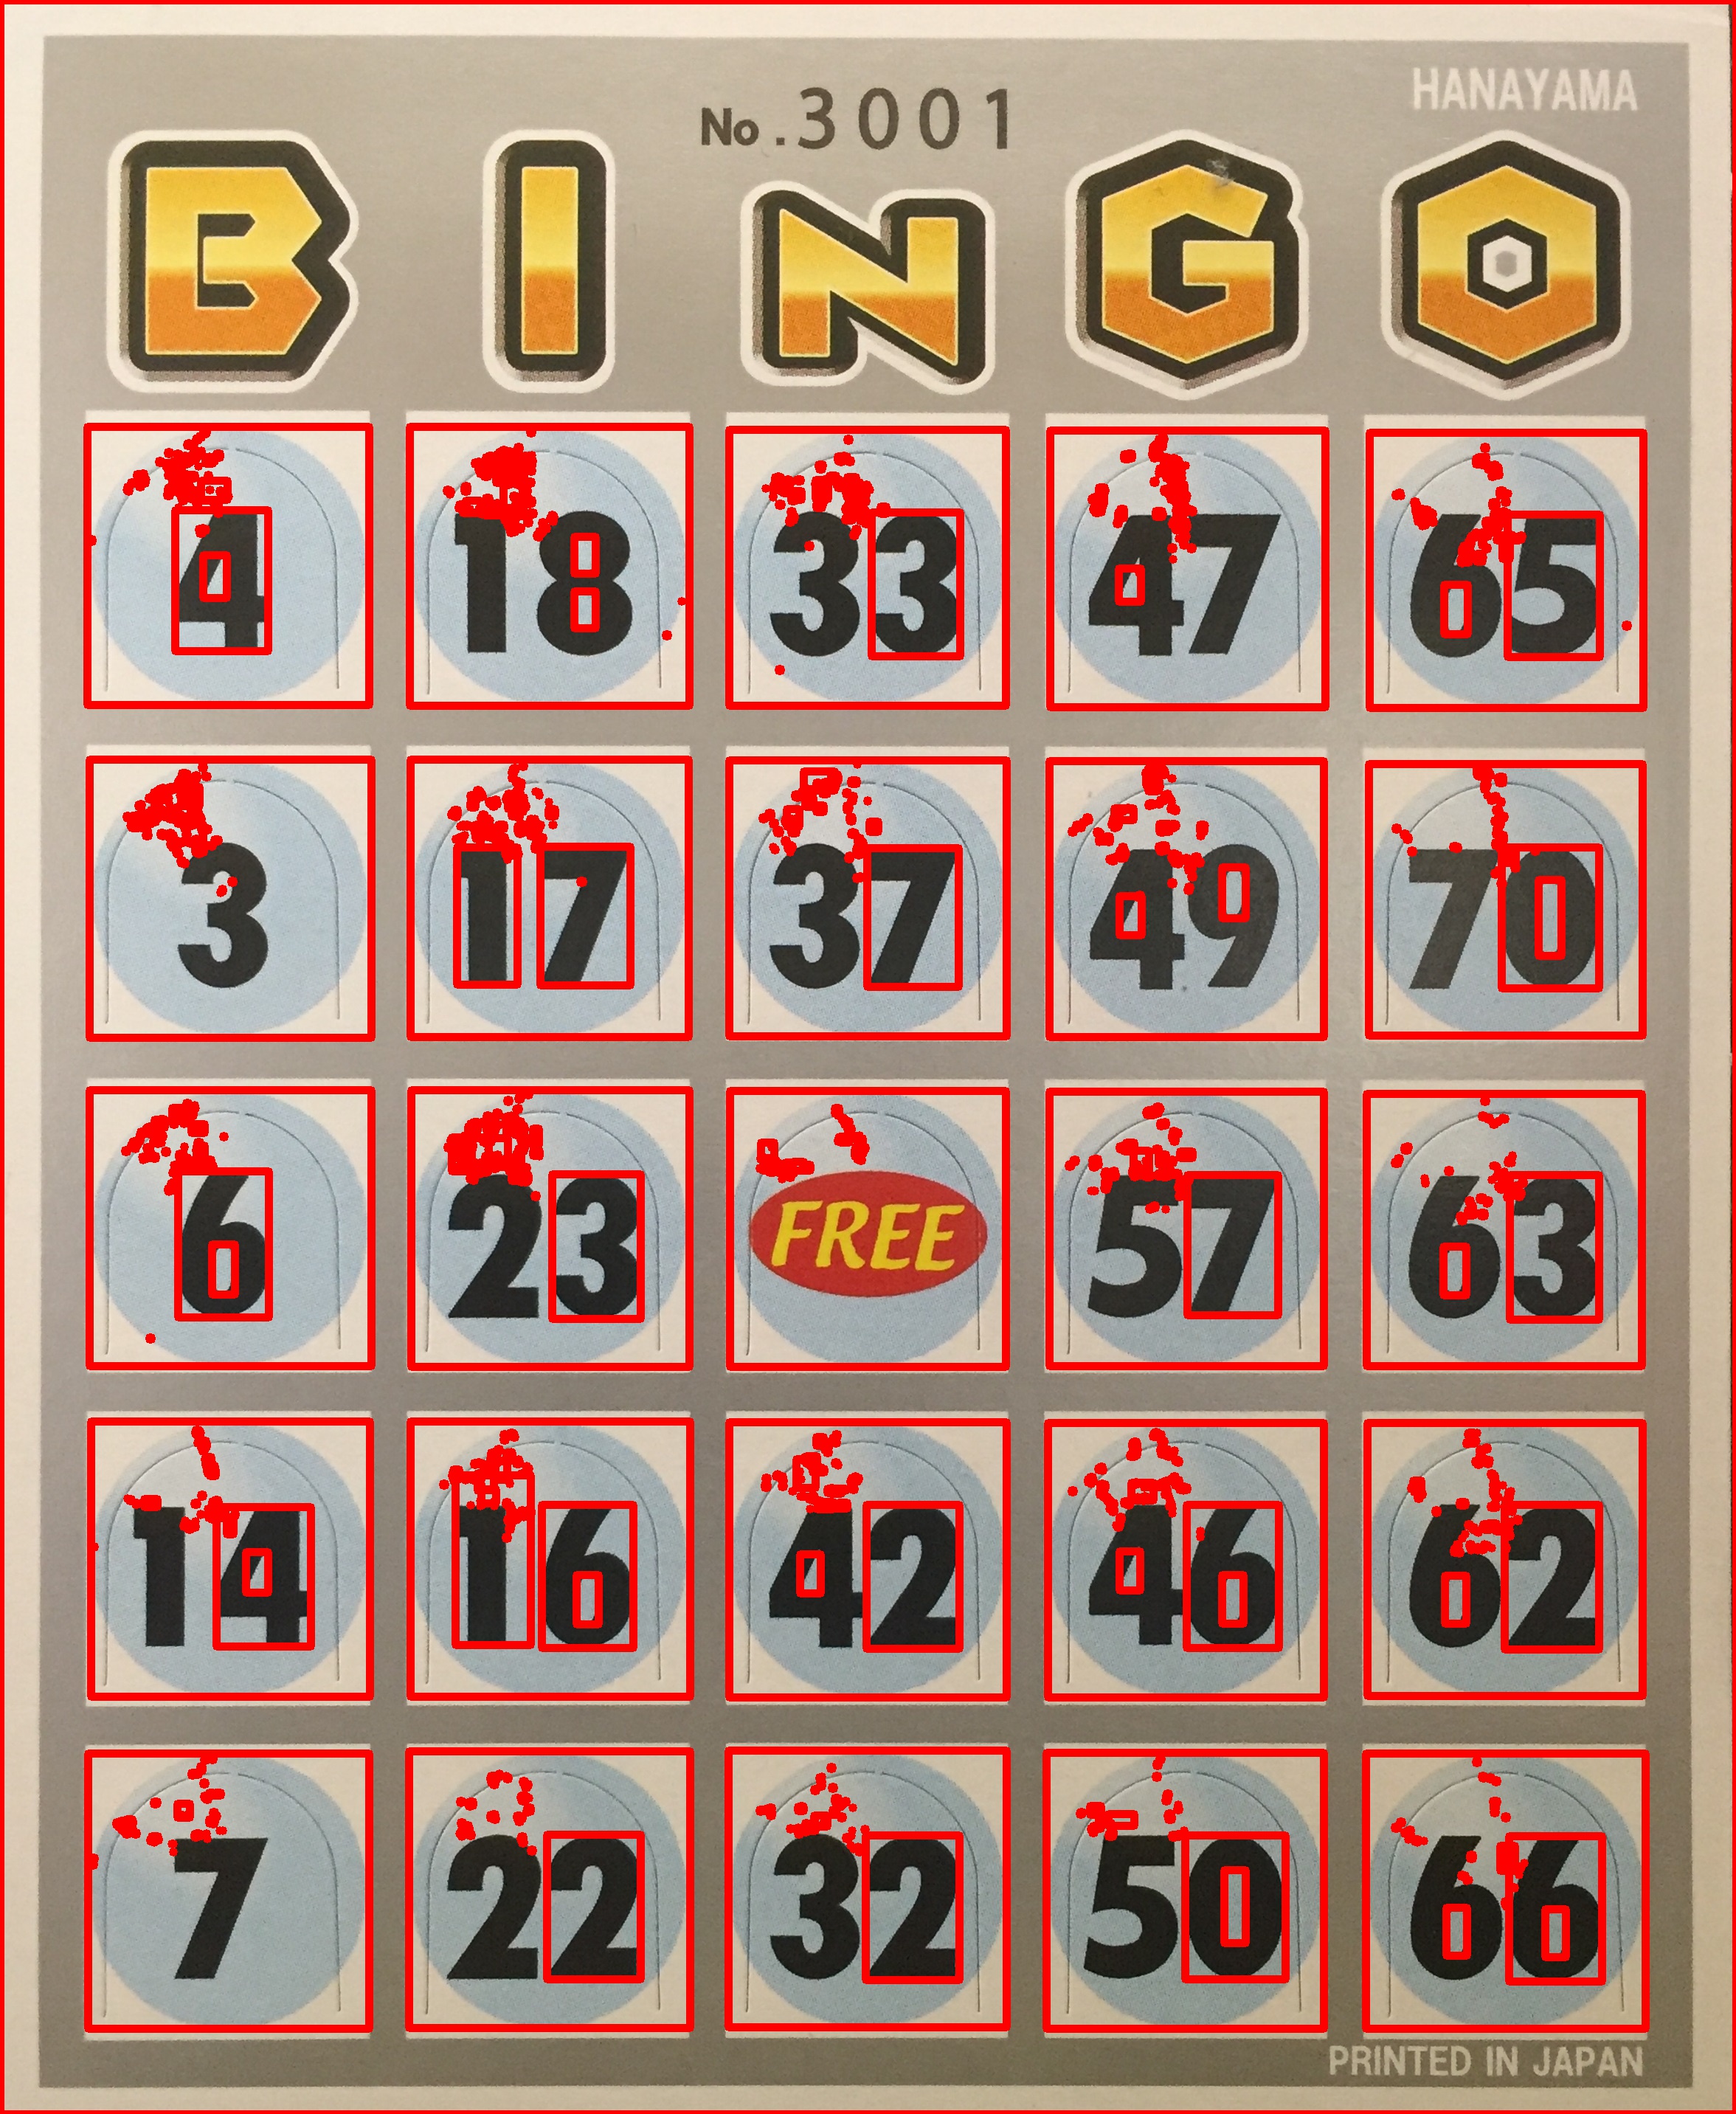 HANAYAMA
No.3001
BINGO
4 18 33 47 65
3 17 37 49 70
6 23 FREE 57 63
14 16 42 46 62
7 22 32 50 66
PRINTED IN JAPAN